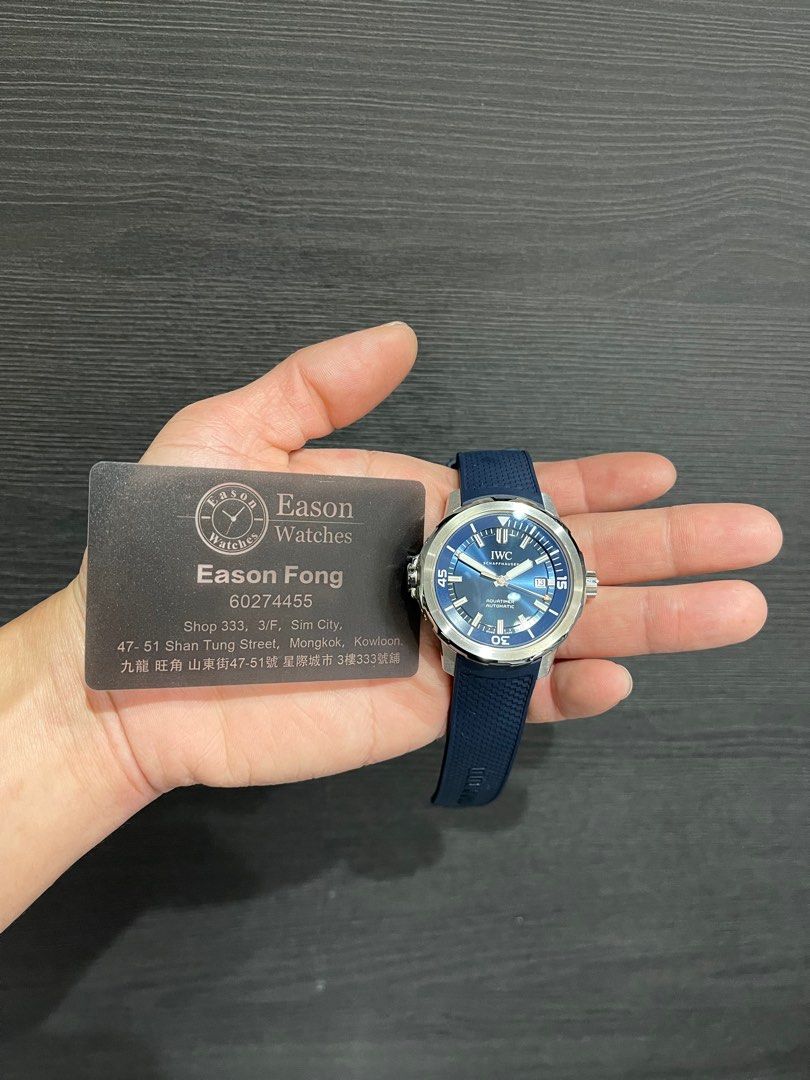 Eason
Watches
Eason
Watches
Eason Fong
60274455
Shop 333, 3/F, Sim City,
47- 51 Shan Tung Street, Mongkok, Kowloon.
九龍 旺角 山東街47-51號 星際城市 3樓333號舖
IWC
SCHAFFHAUSEN
45
15
AQUATIMER
AUTOMATIC
30